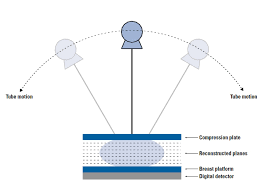 Tube motion
Tube motion
Compression plate
Reconstructed planes
Breast platform
Digital detector